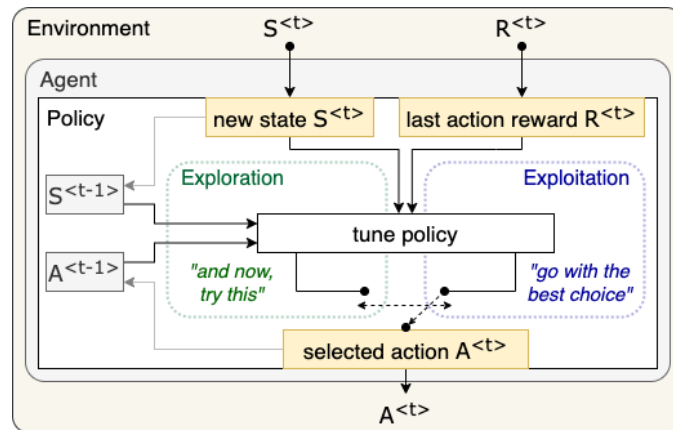 Environment
S<t>
R<t>
Agent
Policy
new state S<t>
last action reward R<t>
Exploration
Exploitation
S<t-1>
tune policy
A<t-1>
"and now,
try this"
"go with the
best choice"
selected action A<t>
A<t>